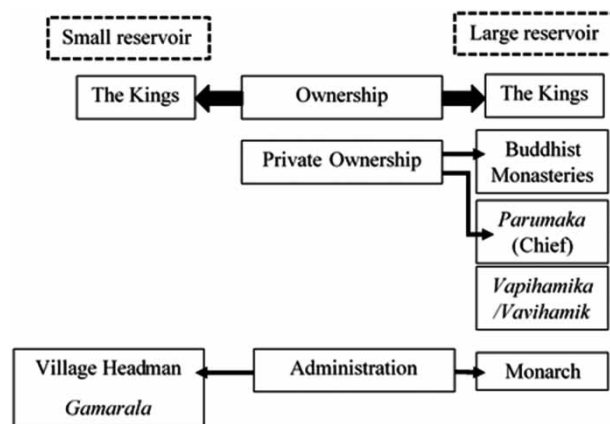 Small reservoir
Large reservoir
The Kings
Ownership
The Kings
Private Ownership
Buddhist
Monasteries
Parumaka
(Chief)
Vapihamika
/Vavihamik
Village Headman
Gamarala
Administration
Monarch